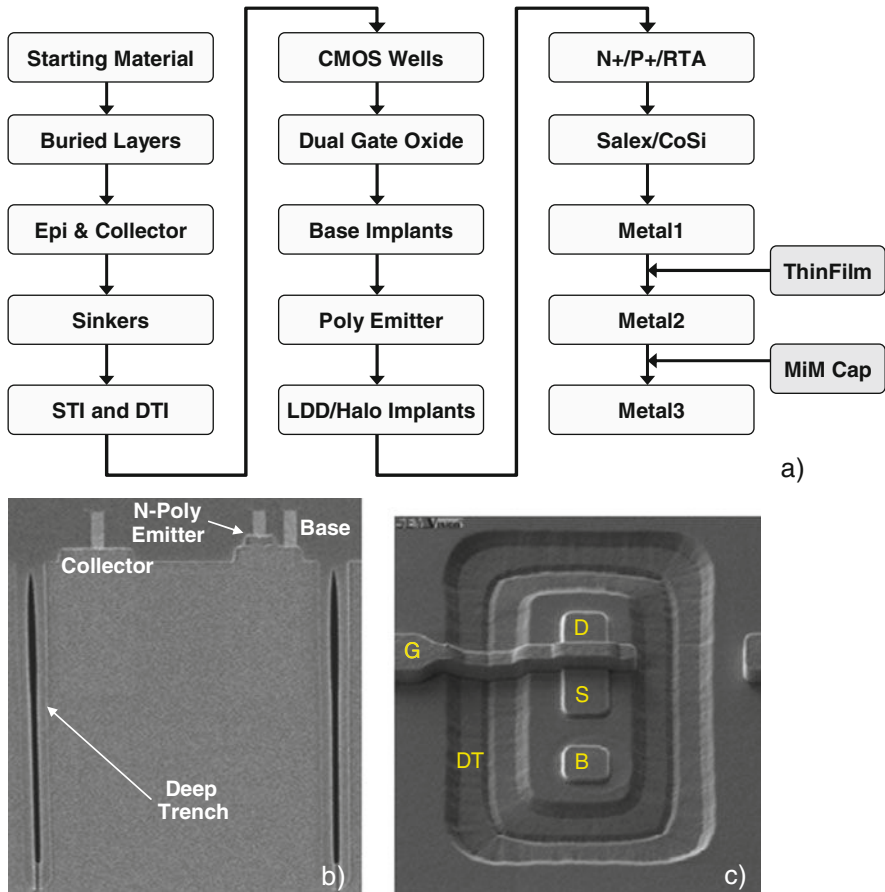 Starting Material
Buried Layers
Epi & Collector
Sinkers
STI and DTI
CMOS Wells
Dual Gate Oxide
Base Implants
Poly Emitter
LDD/Halo Implants
N+/P+/RTA
Salex/CoSi
Metal1
ThinFilm
Metal2
MiM Cap
Metal3
a)
N-Poly
Emitter
Base
Collector
Deep
Trench
b)
D
G
S
DT
B
c)